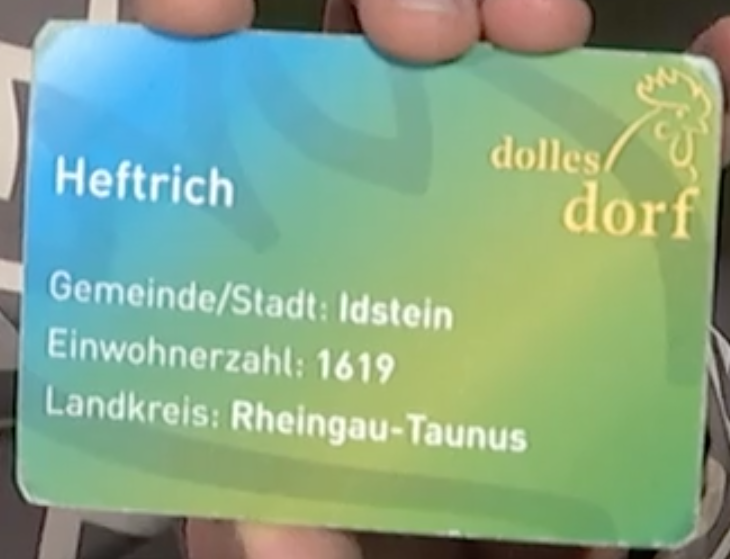 dolles
dorf
Heftrich
Gemeinde/Stadt: Idstein
Einwohnerzahl: 1619
Landkreis: Rheingau-Taunus